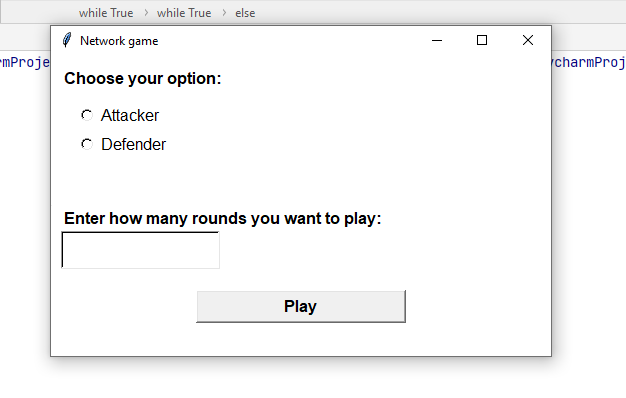 while True > while True > else
Network game
Choose your option:
Attacker
Defender
Enter how many rounds you want to play:
Play